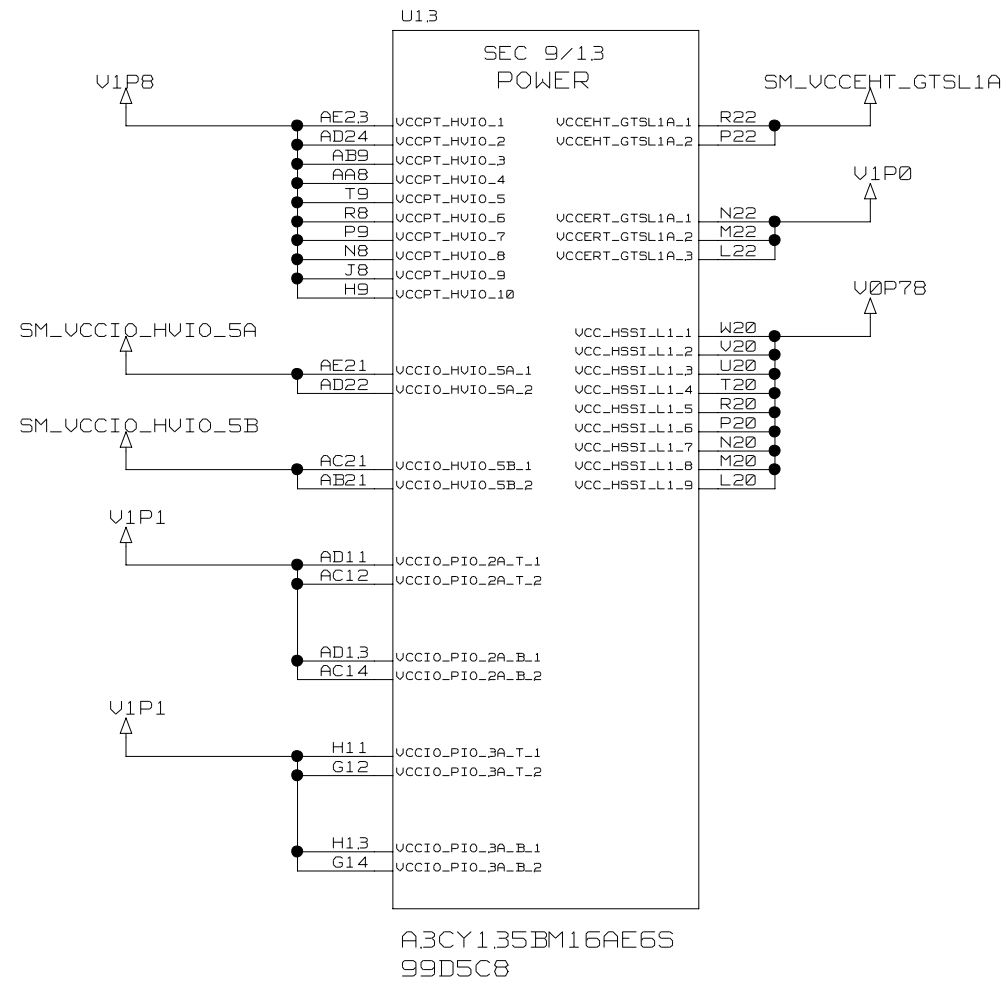 U13
SEC 9/13
POWER
V1P8
AE23 VCCPT_HVIO_1
AD24 VCCPT_HVIO_2
AB9 VCCPT_HVIO_3
AA8 VCCPT_HVIO_4
T9 VCCPT_HVIO_5
R8 VCCPT_HVIO_6
P9 VCCPT_HVIO_7
N8 VCCPT_HVIO_8
J8 VCCPT_HVIO_9
H9 VCCPT_HVIO_10
SM_VCCIO_HVIO_5A
AE21 VCCIO_HVIO_5A_1
AD22 VCCIO_HVIO_5A_2
SM_VCCIO_HVIO_5B
AC21 VCCIO_HVIO_5B_1
AB21 VCCIO_HVIO_5B_2
V1P1
AD11 VCCIO_PIO_2A_T_1
AC12 VCCIO_PIO_2A_T_2
AD13 VCCIO_PIO_2A_B_1
AC14 VCCIO_PIO_2A_B_2
V1P1
H11 VCCIO_PIO_3A_T_1
G12 VCCIO_PIO_3A_T_2
H13 VCCIO_PIO_3A_B_1
G14 VCCIO_PIO_3A_B_2
SM_VCCEHT_GTSL1A
VCCEHT_GTSL1A_1 R22
VCCEHT_GTSL1A_2 P22
V1P0
VCCERT_GTSL1A_1 N22
VCCERT_GTSL1A_2 M22
VCCERT_GTSL1A_3 L22
V0P78
VCC_HSSI_L1_1 W20
VCC_HSSI_L1_2 V20
VCC_HSSI_L1_3 U20
VCC_HSSI_L1_4 T20
VCC_HSSI_L1_5 R20
VCC_HSSI_L1_6 P20
VCC_HSSI_L1_7 N20
VCC_HSSI_L1_8 M20
VCC_HSSI_L1_9 L20
A3CY135BM16AE6S
99D5C8